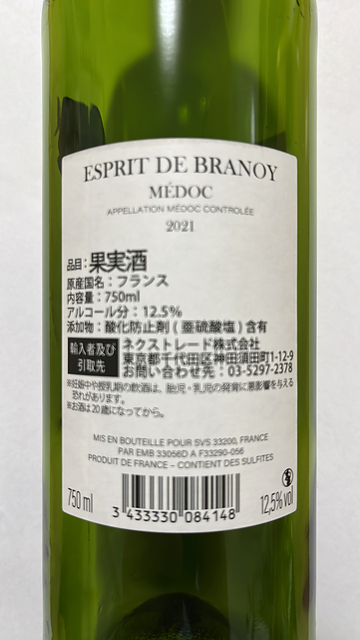 ESPRIT DE BRANOY
MÉDOC
APPELLATION MÉDOC CONTROLÉE
2021
品目：果実酒
原産国名：フランス
内容量：750ml
アルコール分：12.5%
添加物：酸化防止剤（亜硫酸塩）含有
輸入者及び引取先
ネクストレード株式会社
東京都千代田区神田須田町1-12-9
お問い合わせ先：03-5297-2378
※妊娠中や授乳期の飲酒は、胎児・乳児の発育に悪影響を与える
恐れがあります。
※お酒は20歳になってから。
MIS EN BOUTEILLE POUR SVS 33200, FRANCE
PAR EMB 33056D A F33290-056
PRODUIT DE FRANCE – CONTIENT DES SULFITES
750 ml
3 433330 084148
12,5% vol